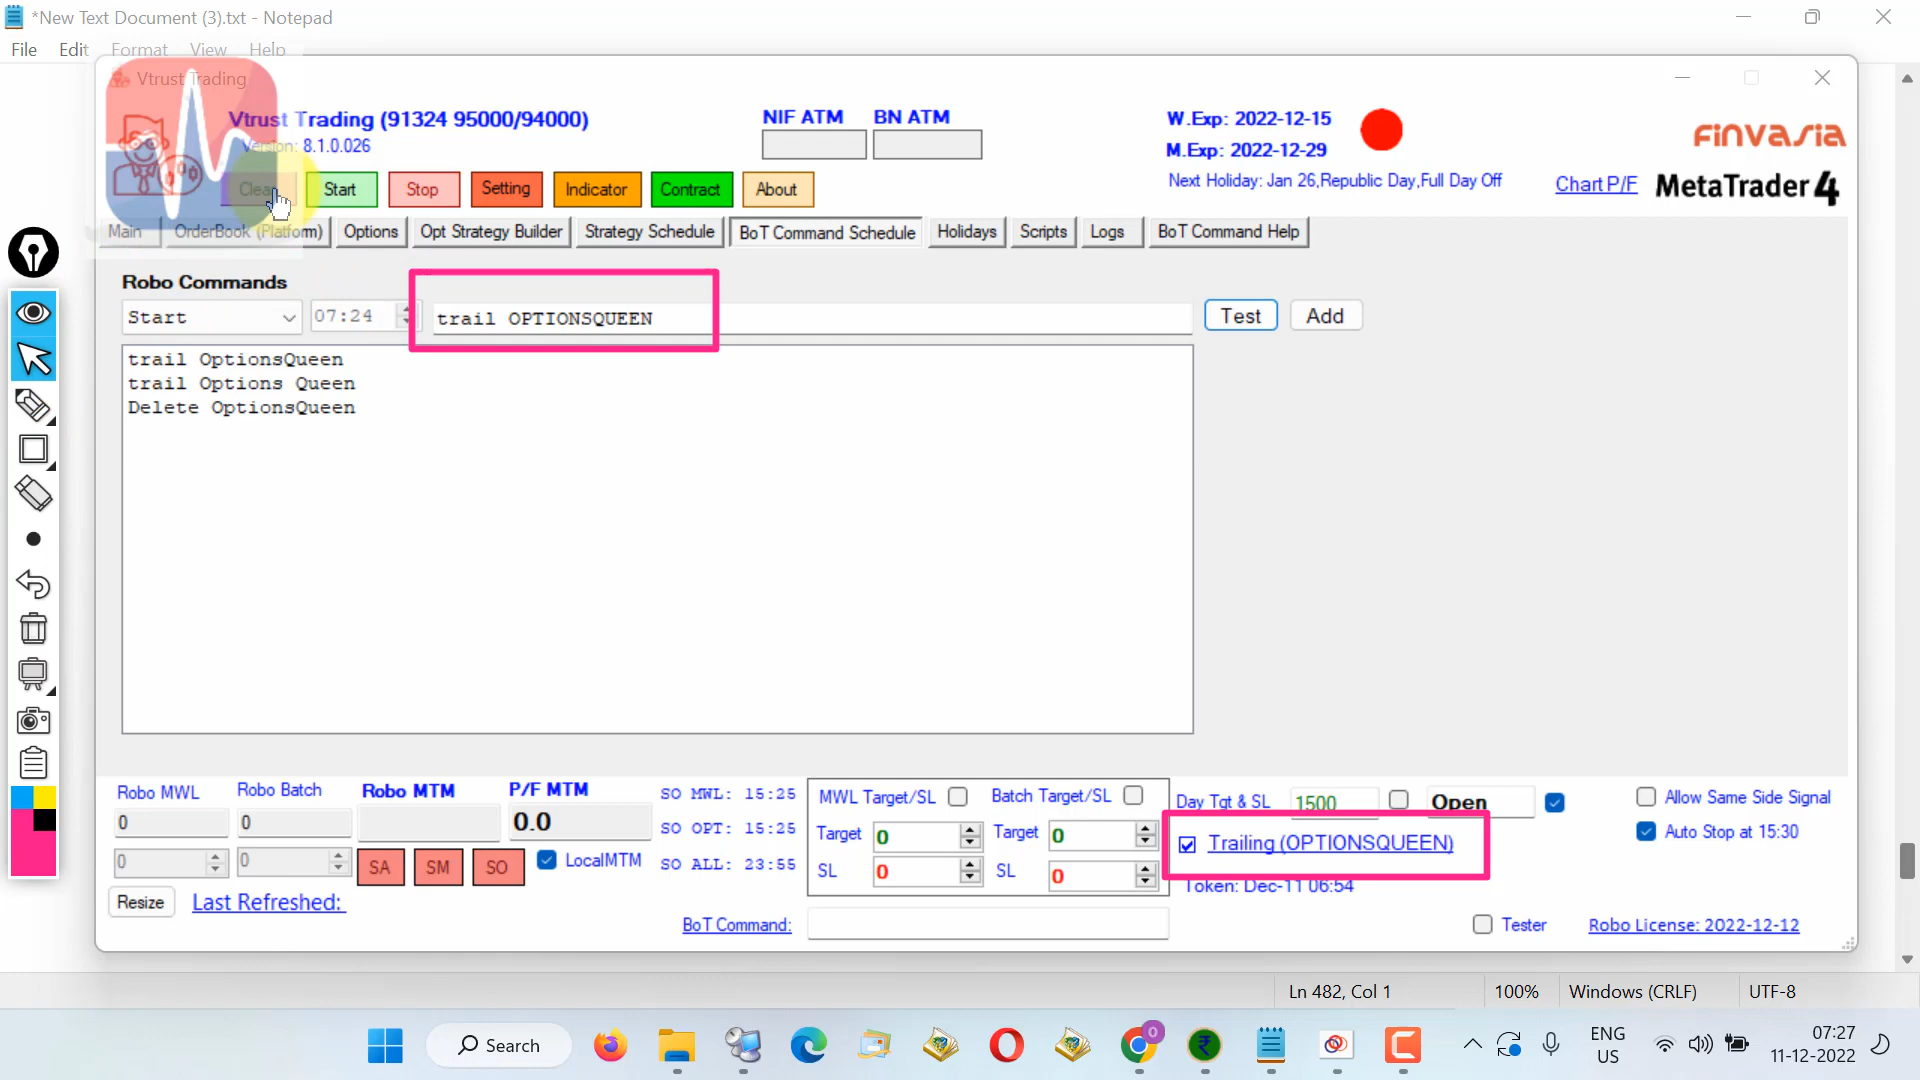 *New Text Document (3).txt - Notepad
File Edit Format View Help
Vtrust Trading
Vtrust Trading (91324 95000/94000)
Version: 8.1.0.026
NIF ATM BN ATM
W.Exp: 2022-12-15
M.Exp: 2022-12-29
Next Holiday: Jan 26,Republic Day,Full Day Off
FINVASIA
Chart P/F MetaTrader 4
Clear Start Stop Setting Indicator Contract About
Main OrderBook (Platform) Options Opt Strategy Builder Strategy Schedule BoT Command Schedule Holidays Scripts Logs BoT Command Help
Robo Commands
Start 07:24 trail OPTIONSQUEEN Test Add
trail OptionsQueen
trail Options Queen
Delete OptionsQueen
Robo MWL Robo Batch Robo MTM P/F MTM
0 0 0.0
0 0 SA SM SO LocalMTM
SO MWL: 15:25
SO OPT: 15:25
SO ALL: 23:55
MWL Target/SL Batch Target/SL
Target 0 Target 0
SL 0 SL 0
Day Tgt & SL 1500 Open
Trailing (OPTIONSQUEEN)
Token: Dec-11 06:54
Allow Same Side Signal
Auto Stop at 15:30
Resize Last Refreshed:
BoT Command:
Tester Robo License: 2022-12-12
Ln 482, Col 1 100% Windows (CRLF) UTF-8
Search
0
₹
ENG
US
07:27
11-12-2022